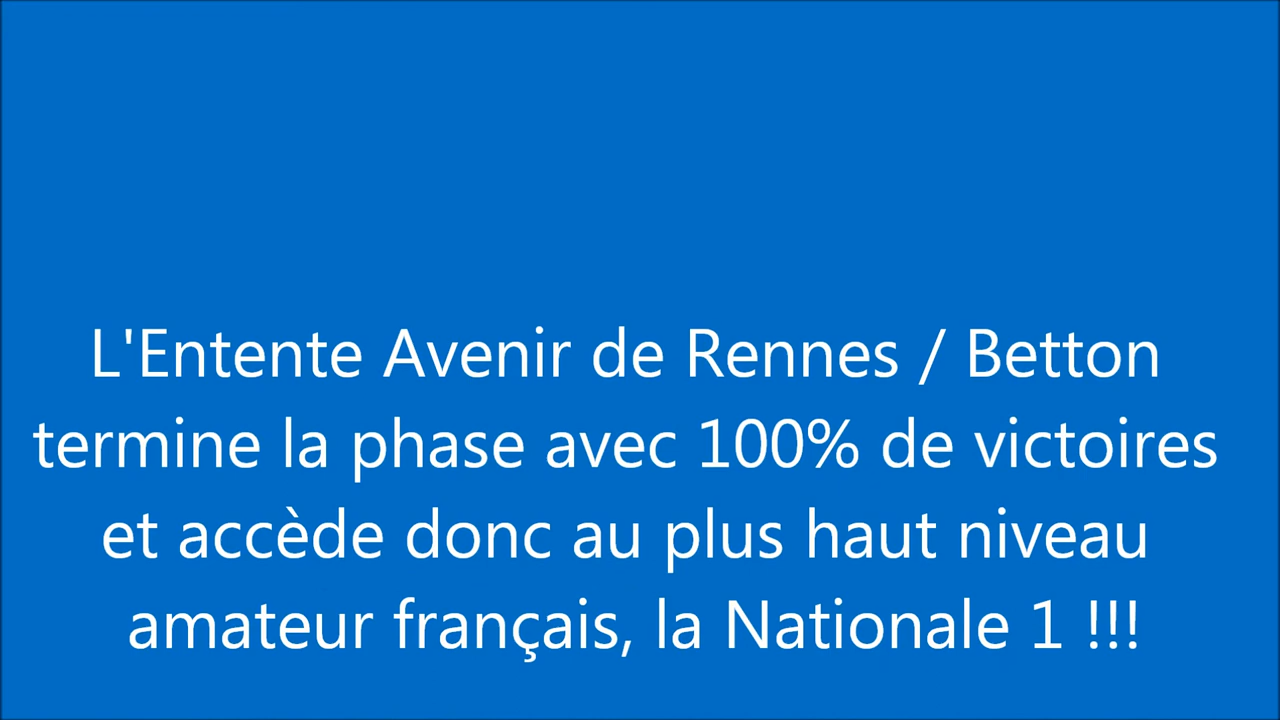 L'Entente Avenir de Rennes / Betton
termine la phase avec 100% de victoires
et accède donc au plus haut niveau
amateur français, la Nationale 1 !!!